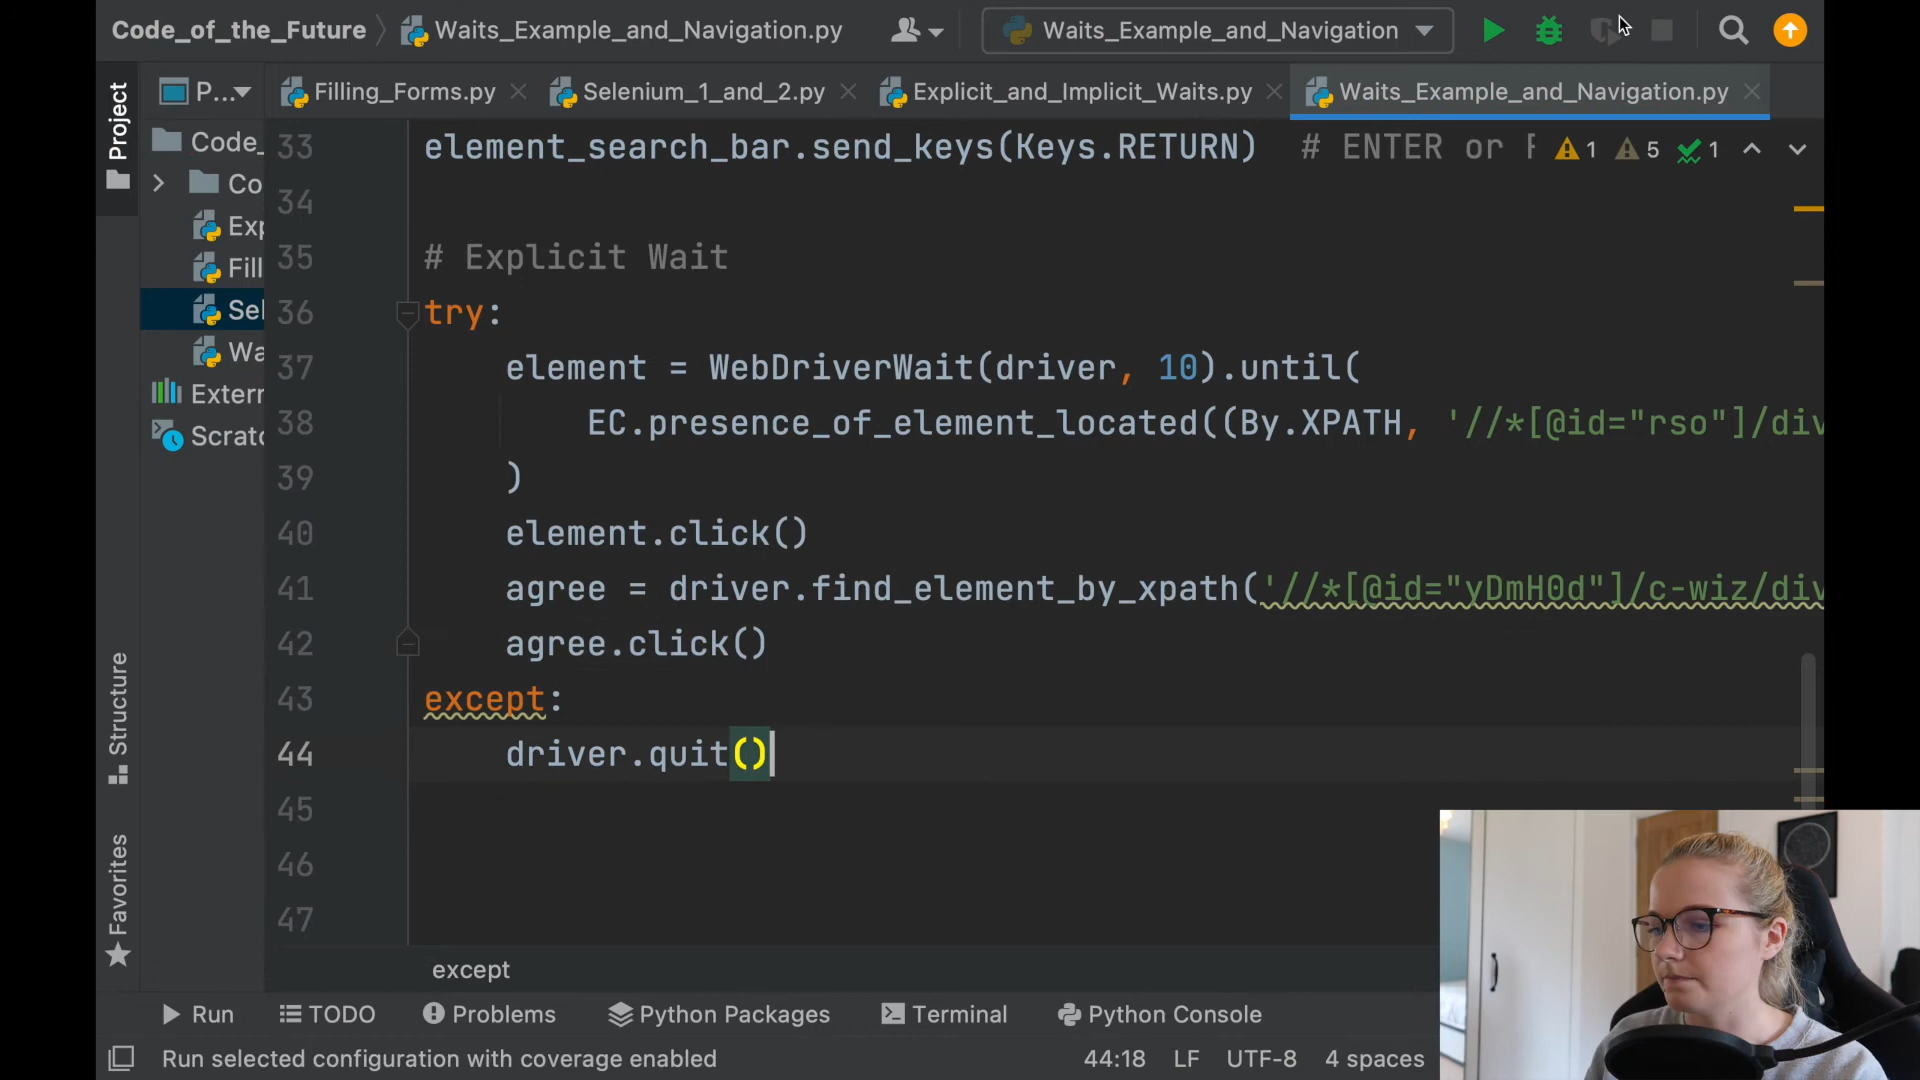 Code_of_the_Future
Waits_Example_and_Navigation.py
Waits_Example_and_Navigation
P...
Filling_Forms.py
Selenium_1_and_2.py
Explicit_and_Implicit_Waits.py
Waits_Example_and_Navigation.py
Project
Code_
Co
Exp
Fill
Sel
Wa
Extern
Scratc
Structure
Favorites
33 element_search_bar.send_keys(Keys.RETURN)  # ENTER or
1 5 1
34
35 # Explicit Wait
36 try:
37 element = WebDriverWait(driver, 10).until(
38 EC.presence_of_element_located((By.XPATH, '//*[@id="rso"]/div
39 )
40 element.click()
41 agree = driver.find_element_by_xpath('//*[@id="yDmH0d"]/c-wiz/div
42 agree.click()
43 except:
44 driver.quit()
45
46
47
except
Run
TODO
Problems
Python Packages
Terminal
Python Console
Run selected configuration with coverage enabled
44:18 LF UTF-8 4 spaces